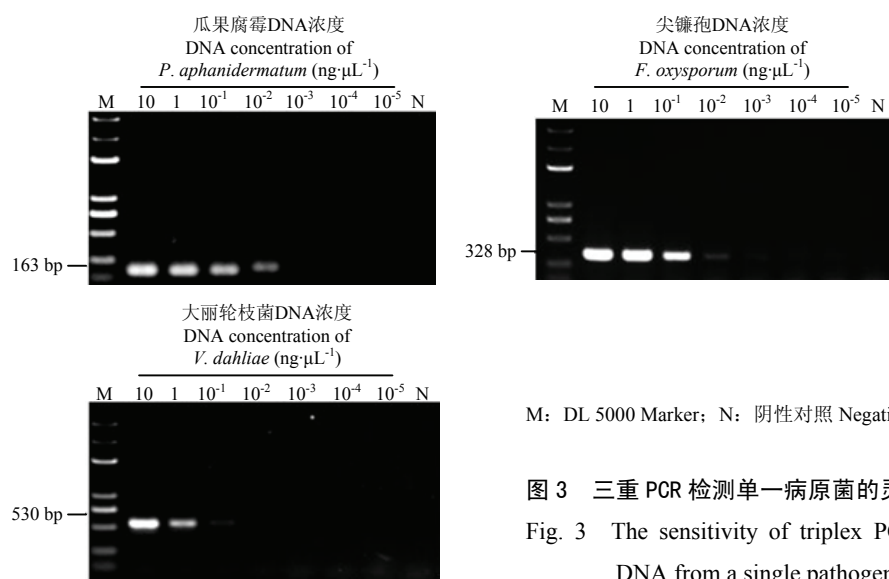 瓜果腐霉DNA浓度
DNA concentration of
P. aphanidermatum (ng·μL⁻¹)
M 10 1 10⁻¹ 10⁻² 10⁻³ 10⁻⁴ 10⁻⁵ N
163 bp
尖镰孢DNA浓度
DNA concentration of
F. oxysporum (ng·μL⁻¹)
M 10 1 10⁻¹ 10⁻² 10⁻³ 10⁻⁴ 10⁻⁵ N
328 bp
大丽轮枝菌DNA浓度
DNA concentration of
V. dahliae (ng·μL⁻¹)
M 10 1 10⁻¹ 10⁻² 10⁻³ 10⁻⁴ 10⁻⁵ N
530 bp
M：DL 5000 Marker；N：阴性对照 Negati
图 3 三重 PCR 检测单一病原菌的灵
Fig. 3 The sensitivity of triplex PC
DNA from a single pathogen